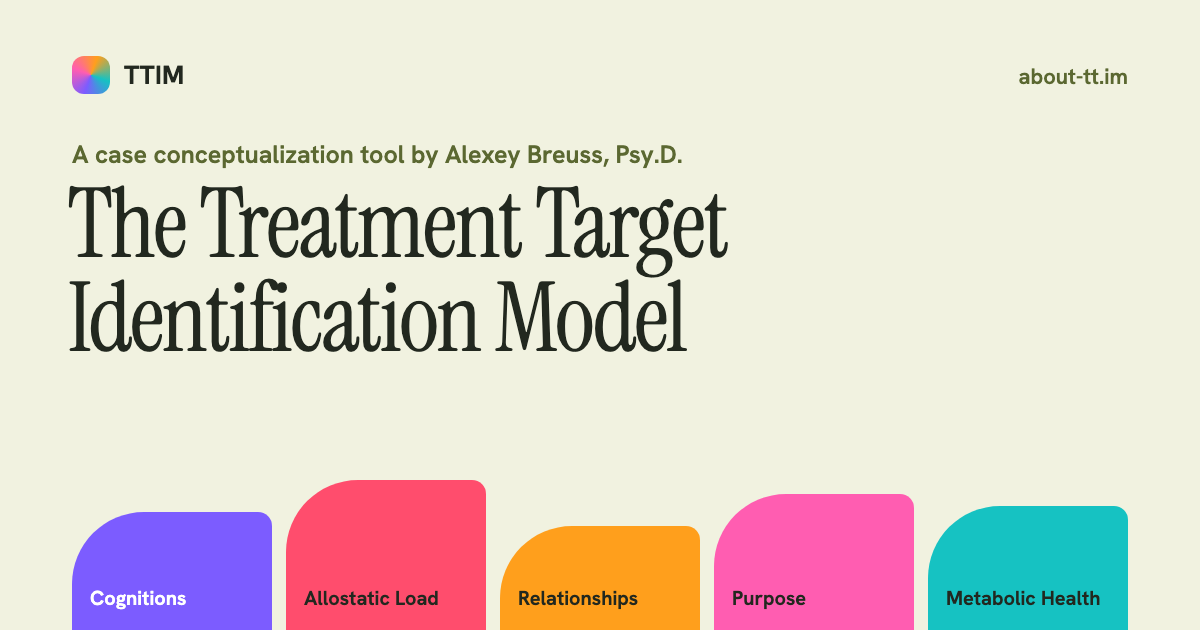 TTIM
about-tt.im
A case conceptualization tool by Alexey Breuss, Psy.D.
The Treatment Target
Identification Model
Cognitions
Allostatic Load
Relationships
Purpose
Metabolic Health